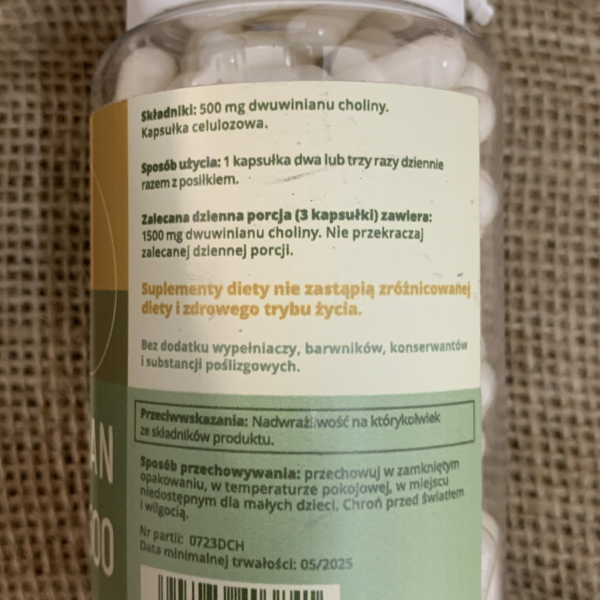 Składniki: 500 mg dwuwinianu choliny.
Kapsułka celulozowa.
Sposób użycia: 1 kapsułka dwa lub trzy razy dziennie
razem z posiłkiem.
Zalecana dzienna porcja (3 kapsułki) zawiera:
1500 mg dwuwinianu choliny. Nie przekraczaj
zalecanej dziennej porcji.
Suplementy diety nie zastąpią zróżnicowanej
diety i zdrowego trybu życia.
Bez dodatku wypełniaczy, barwników, konserwantów
i substancji poślizgowych.
Przeciwwskazania: Nadwrażliwość na którykolwiek
ze składników produktu.
Sposób przechowywania: przechowuj w zamkniętym
opakowaniu, w temperaturze pokojowej, w miejscu
niedostępnym dla małych dzieci. Chroń przed światłem
i wilgocią.
Nr partii: 0723DCH
Data minimalnej trwałości: 05/2025
AN
00